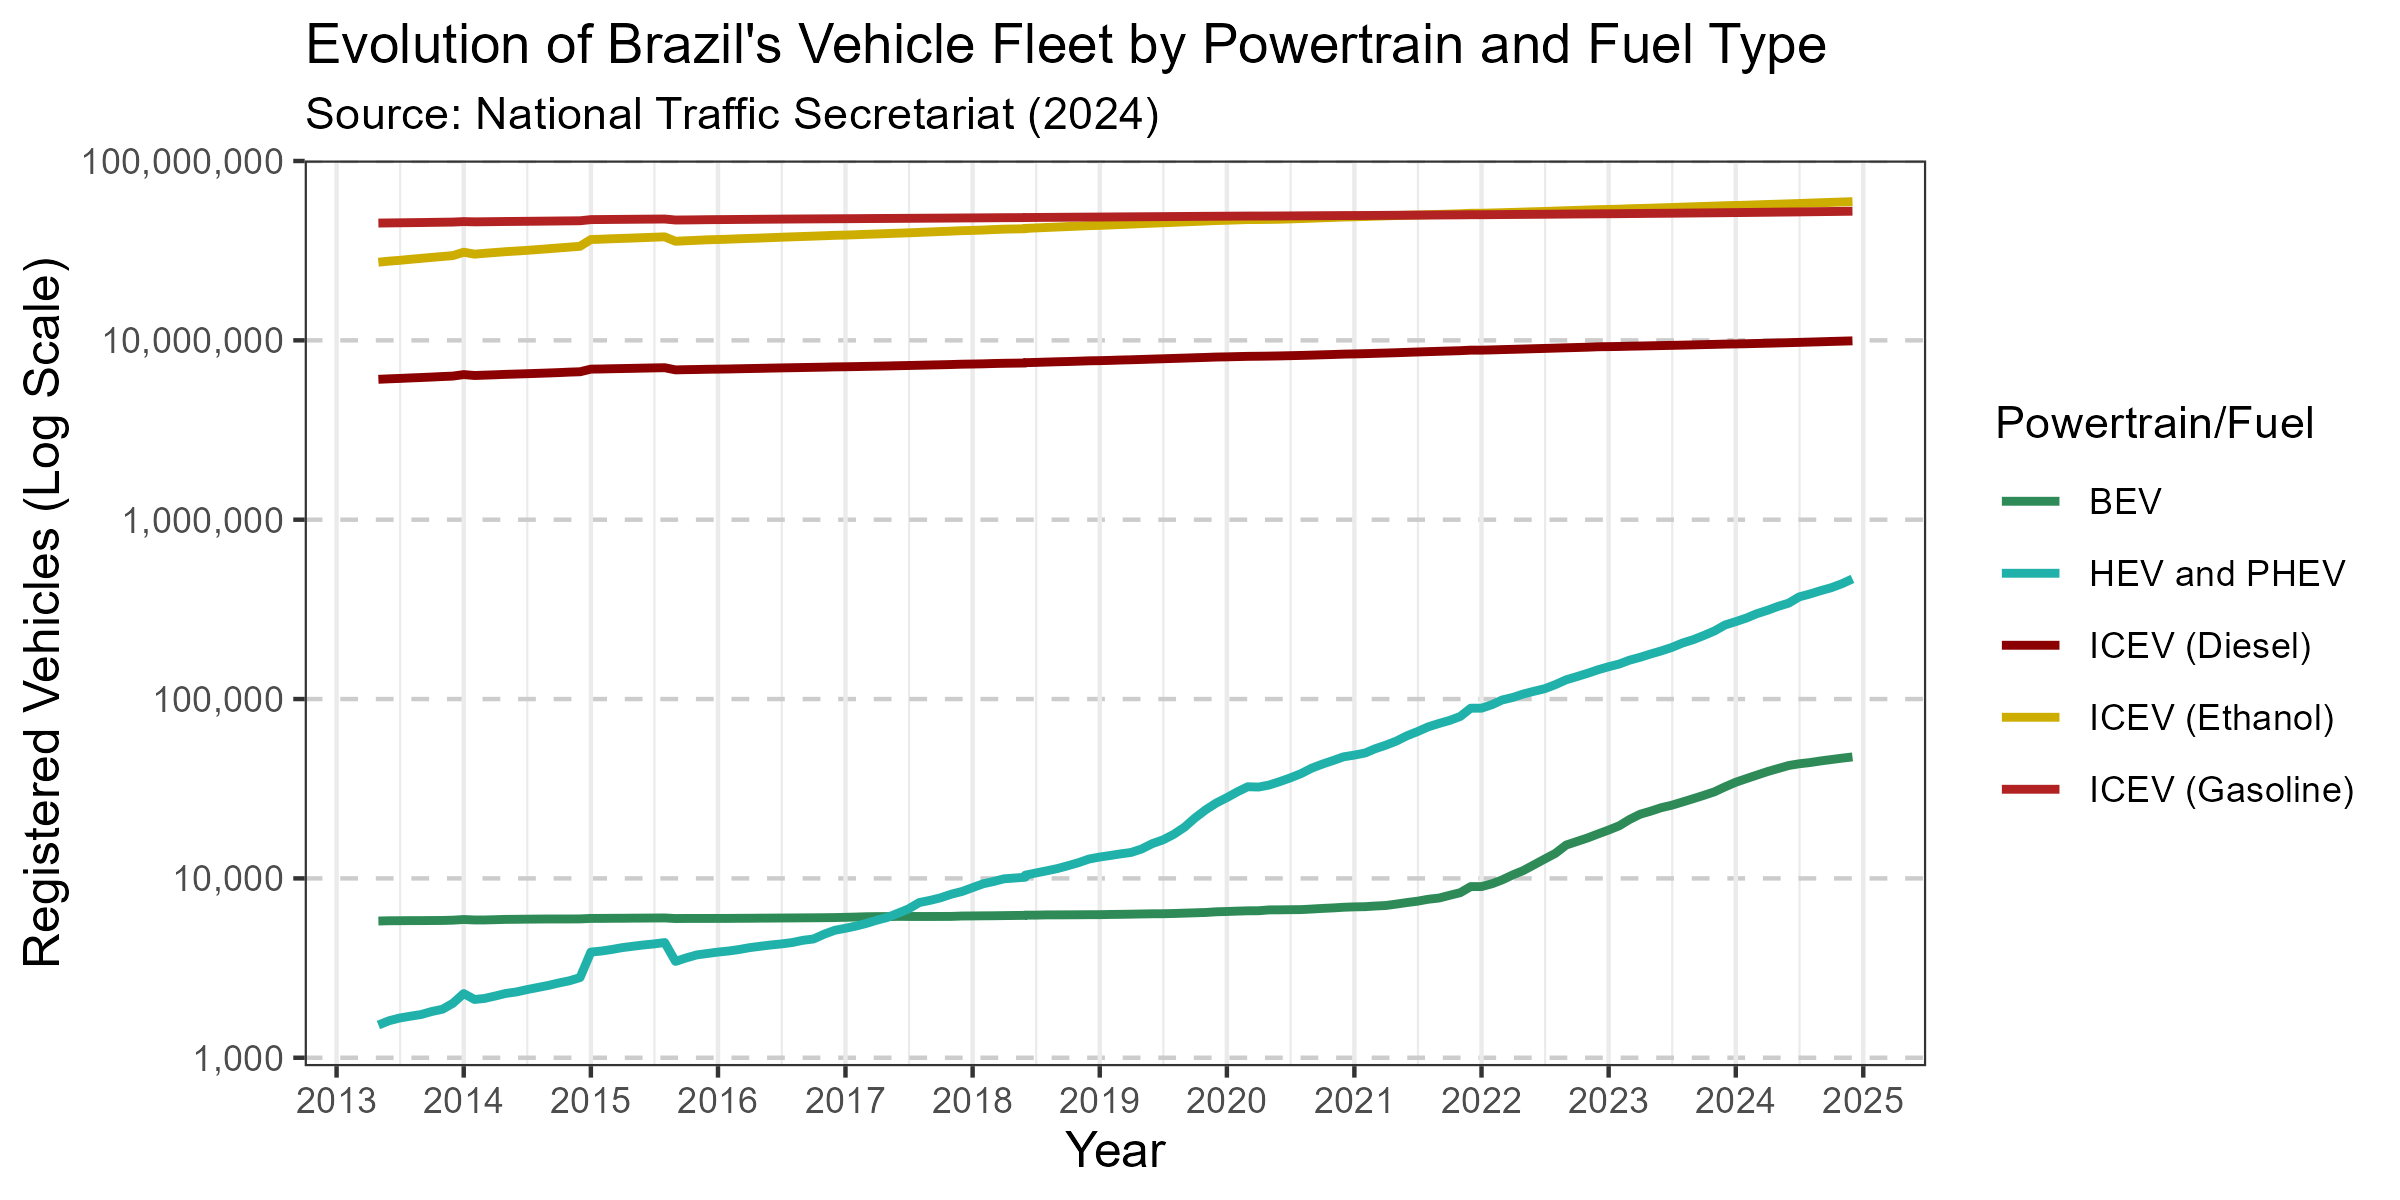 Evolution of Brazil's Vehicle Fleet by Powertrain and Fuel Type
Source: National Traffic Secretariat (2024)
Registered Vehicles (Log Scale)
100,000,000
10,000,000
1,000,000
100,000
10,000
1,000
2013 2014 2015 2016 2017 2018 2019 2020 2021 2022 2023 2024 2025
Year
Powertrain/Fuel
BEV
HEV and PHEV
ICEV (Diesel)
ICEV (Ethanol)
ICEV (Gasoline)